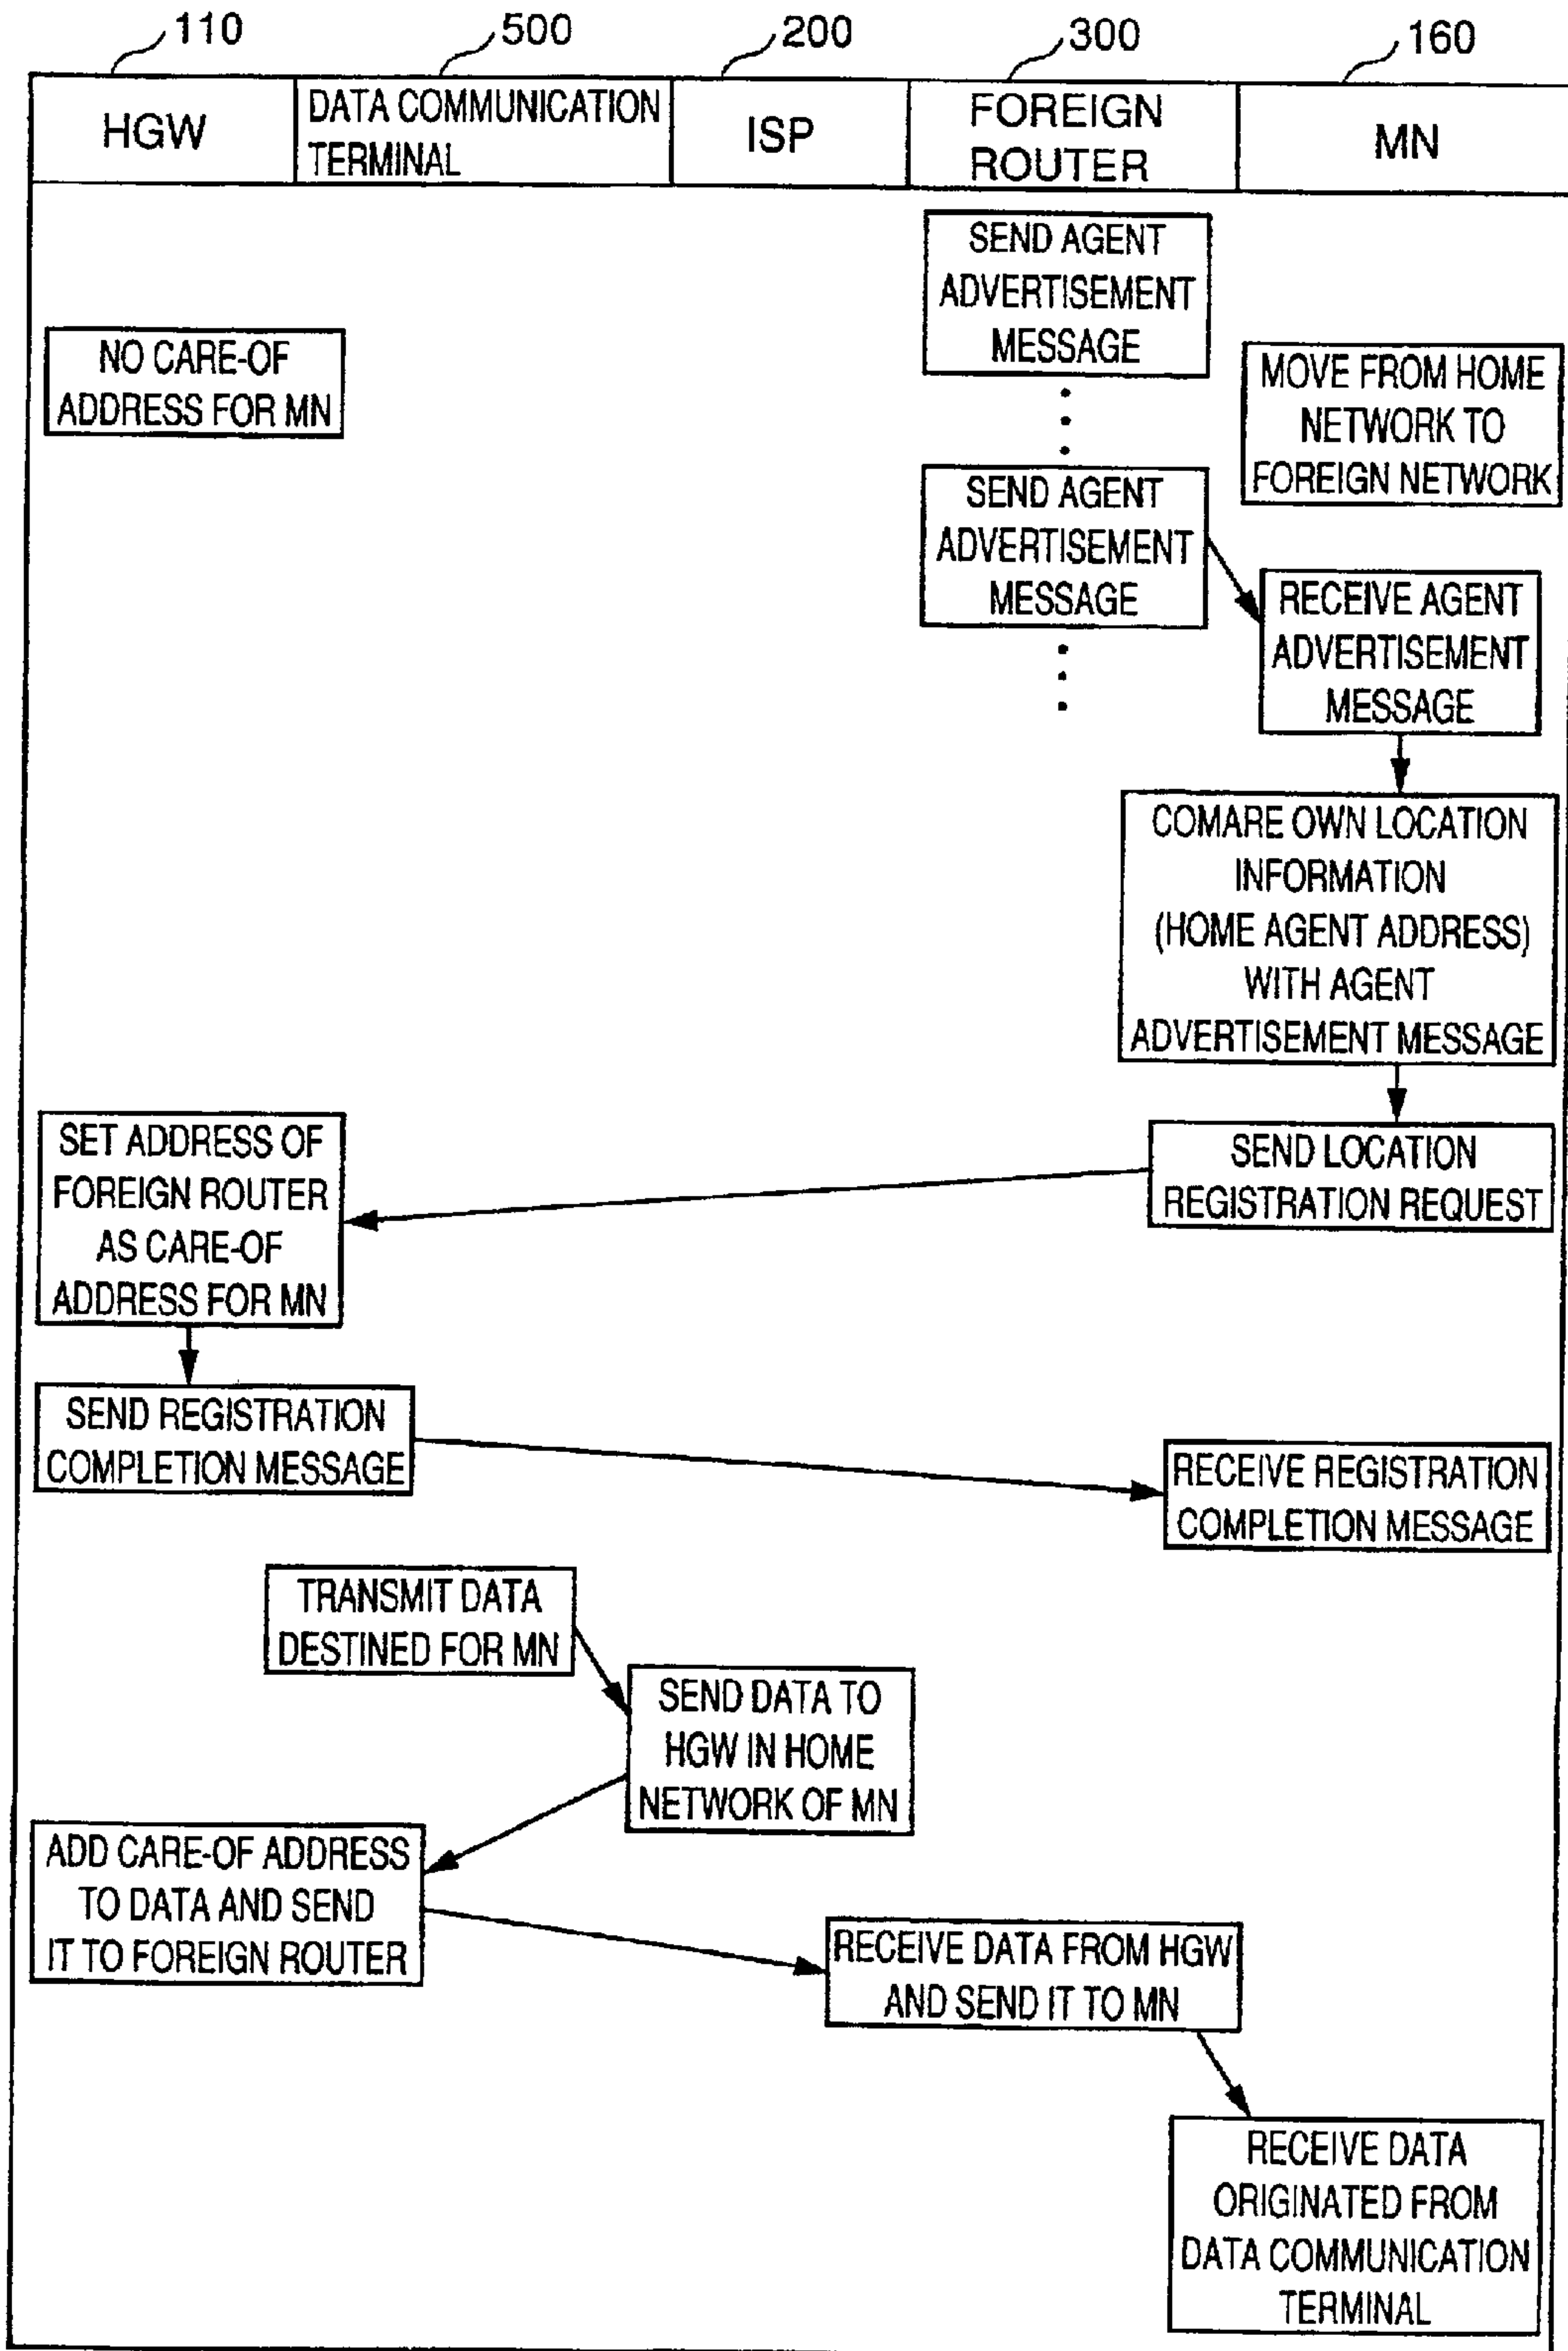 110
500
200
300
160
HGW
DATA COMMUNICATION
TERMINAL
ISP
FOREIGN
ROUTER
MN
SEND AGENT
ADVERTISEMENT
MESSAGE
NO CARE-OF
ADDRESS FOR MN
MOVE FROM HOME
NETWORK TO
FOREIGN NETWORK
SEND AGENT
ADVERTISEMENT
MESSAGE
RECEIVE AGENT
ADVERTISEMENT
MESSAGE
COMARE OWN LOCATION
INFORMATION
(HOME AGENT ADDRESS)
WITH AGENT
ADVERTISEMENT MESSAGE
SEND LOCATION
REGISTRATION REQUEST
SET ADDRESS OF
FOREIGN ROUTER
AS CARE-OF
ADDRESS FOR MN
SEND REGISTRATION
COMPLETION MESSAGE
RECEIVE REGISTRATION
COMPLETION MESSAGE
TRANSMIT DATA
DESTINED FOR MN
SEND DATA TO
HGW IN HOME
NETWORK OF MN
ADD CARE-OF ADDRESS
TO DATA AND SEND
IT TO FOREIGN ROUTER
RECEIVE DATA FROM HGW
AND SEND IT TO MN
RECEIVE DATA
ORIGINATED FROM
DATA COMMUNICATION
TERMINAL